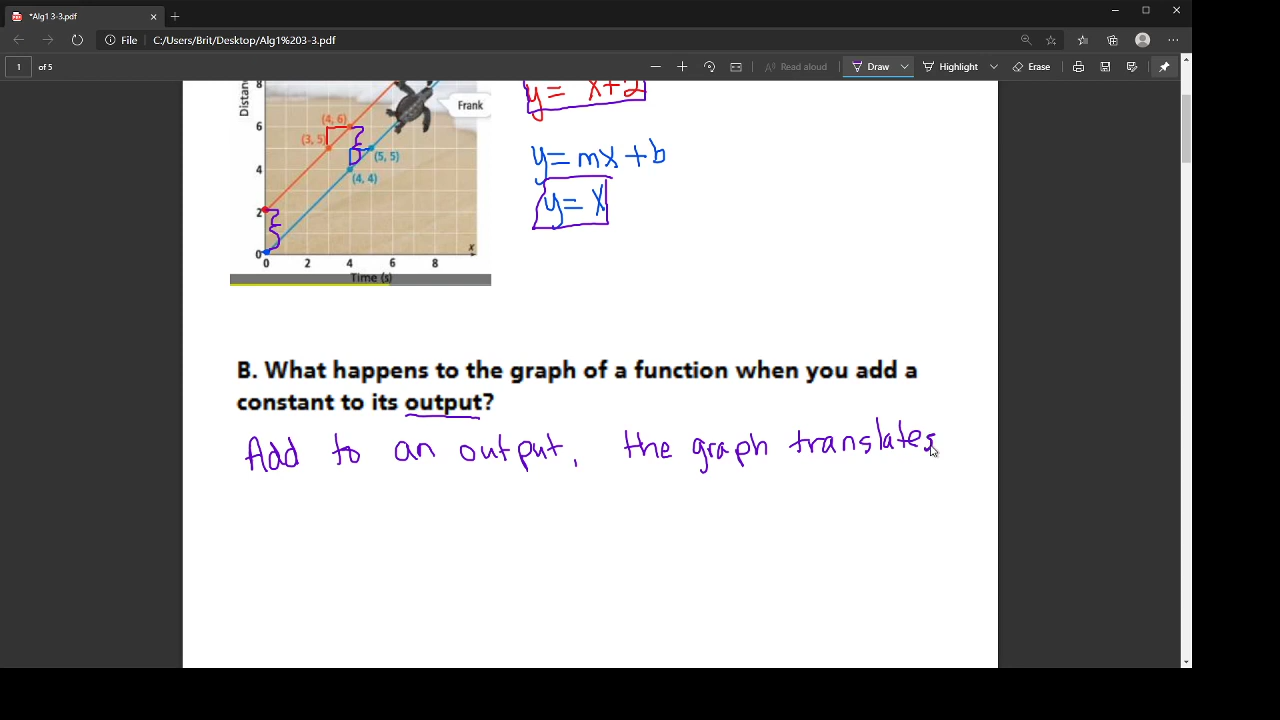 *Alg1 3-3.pdf
File C:/Users/Brit/Desktop/Alg1%203-3.pdf
1 of 5
Read aloud Draw Highlight Erase
Distan
8
6
4
2
0
0 2 4 6 8
x
Time (s)
(4, 6)
(3, 5)
(5, 5)
(4, 4)
Frank
y = x+2
y = mx + b
y = x
B. What happens to the graph of a function when you add a
constant to its output?
Add to an output, the graph translates